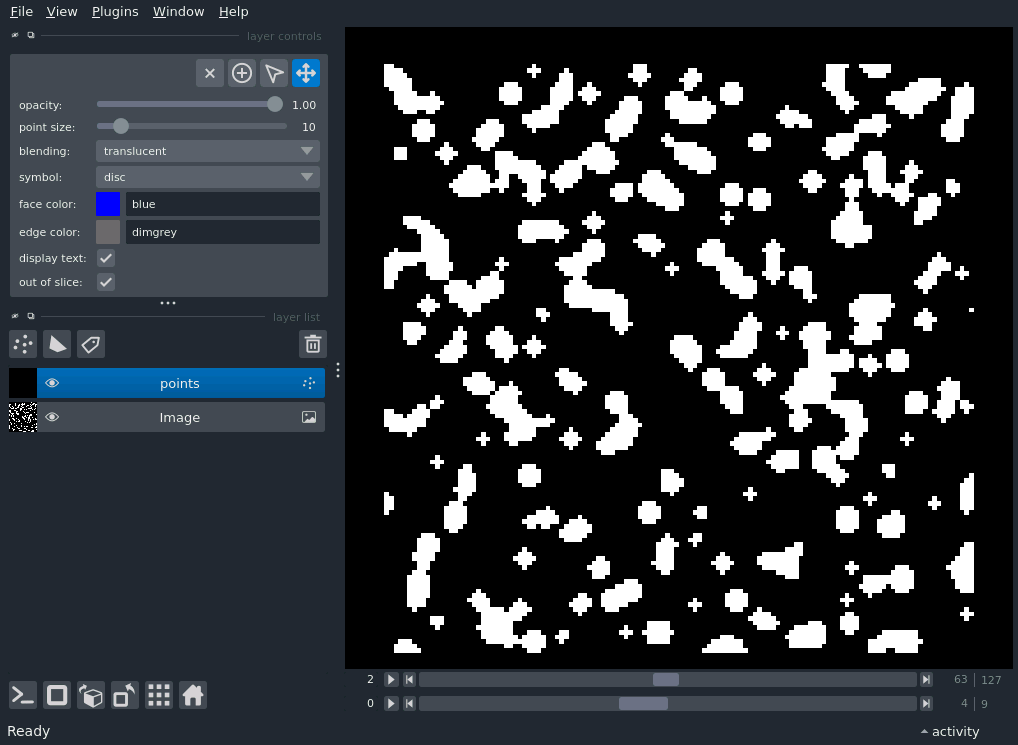 File View Plugins Window Help
layer controls
opacity: 1.00
point size: 10
blending: translucent
symbol: disc
face color: blue
edge color: dimgrey
display text:
out of slice:
layer list
points
Image
2 63 127
0 4 9
Ready activity